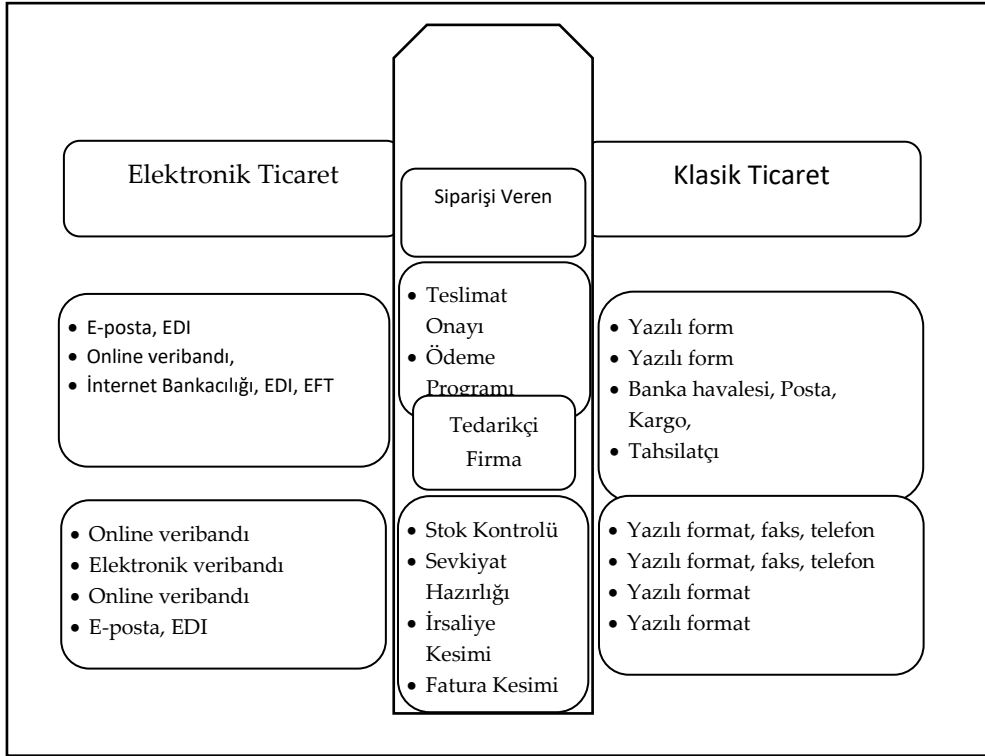 Elektronik Ticaret
Siparişi Veren
Klasik Ticaret
• E-posta, EDI
• Online veribandı,
• İnternet Bankacılığı, EDI, EFT
• Teslimat
Onayı
• Ödeme
Programı
• Yazılı form
• Yazılı form
• Banka havalesi, Posta,
Kargo,
• Tahsilatçı
Tedarikçi
Firma
• Online veribandı
• Elektronik veribandı
• Online veribandı
• E-posta, EDI
• Stok Kontrolü
• Sevkiyat
Hazırlığı
• İrsaliye
Kesimi
• Fatura Kesimi
• Yazılı format, faks, telefon
• Yazılı format, faks, telefon
• Yazılı format
• Yazılı format